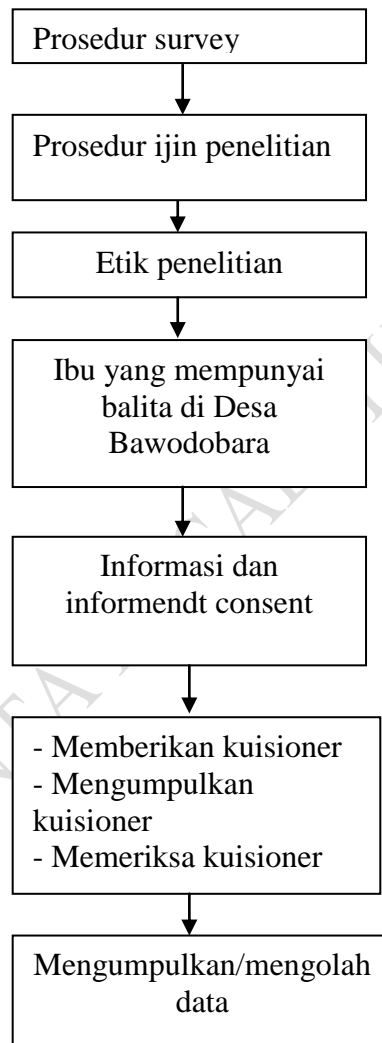 Prosedur survey
Prosedur ijin penelitian
Etik penelitian
Ibu yang mempunyai
balita di Desa
Bawodobara
Informasi dan
informendt consent
- Memberikan kuisioner
- Mengumpulkan
kuisioner
- Memeriksa kuisioner
Mengumpulkan/mengolah
data